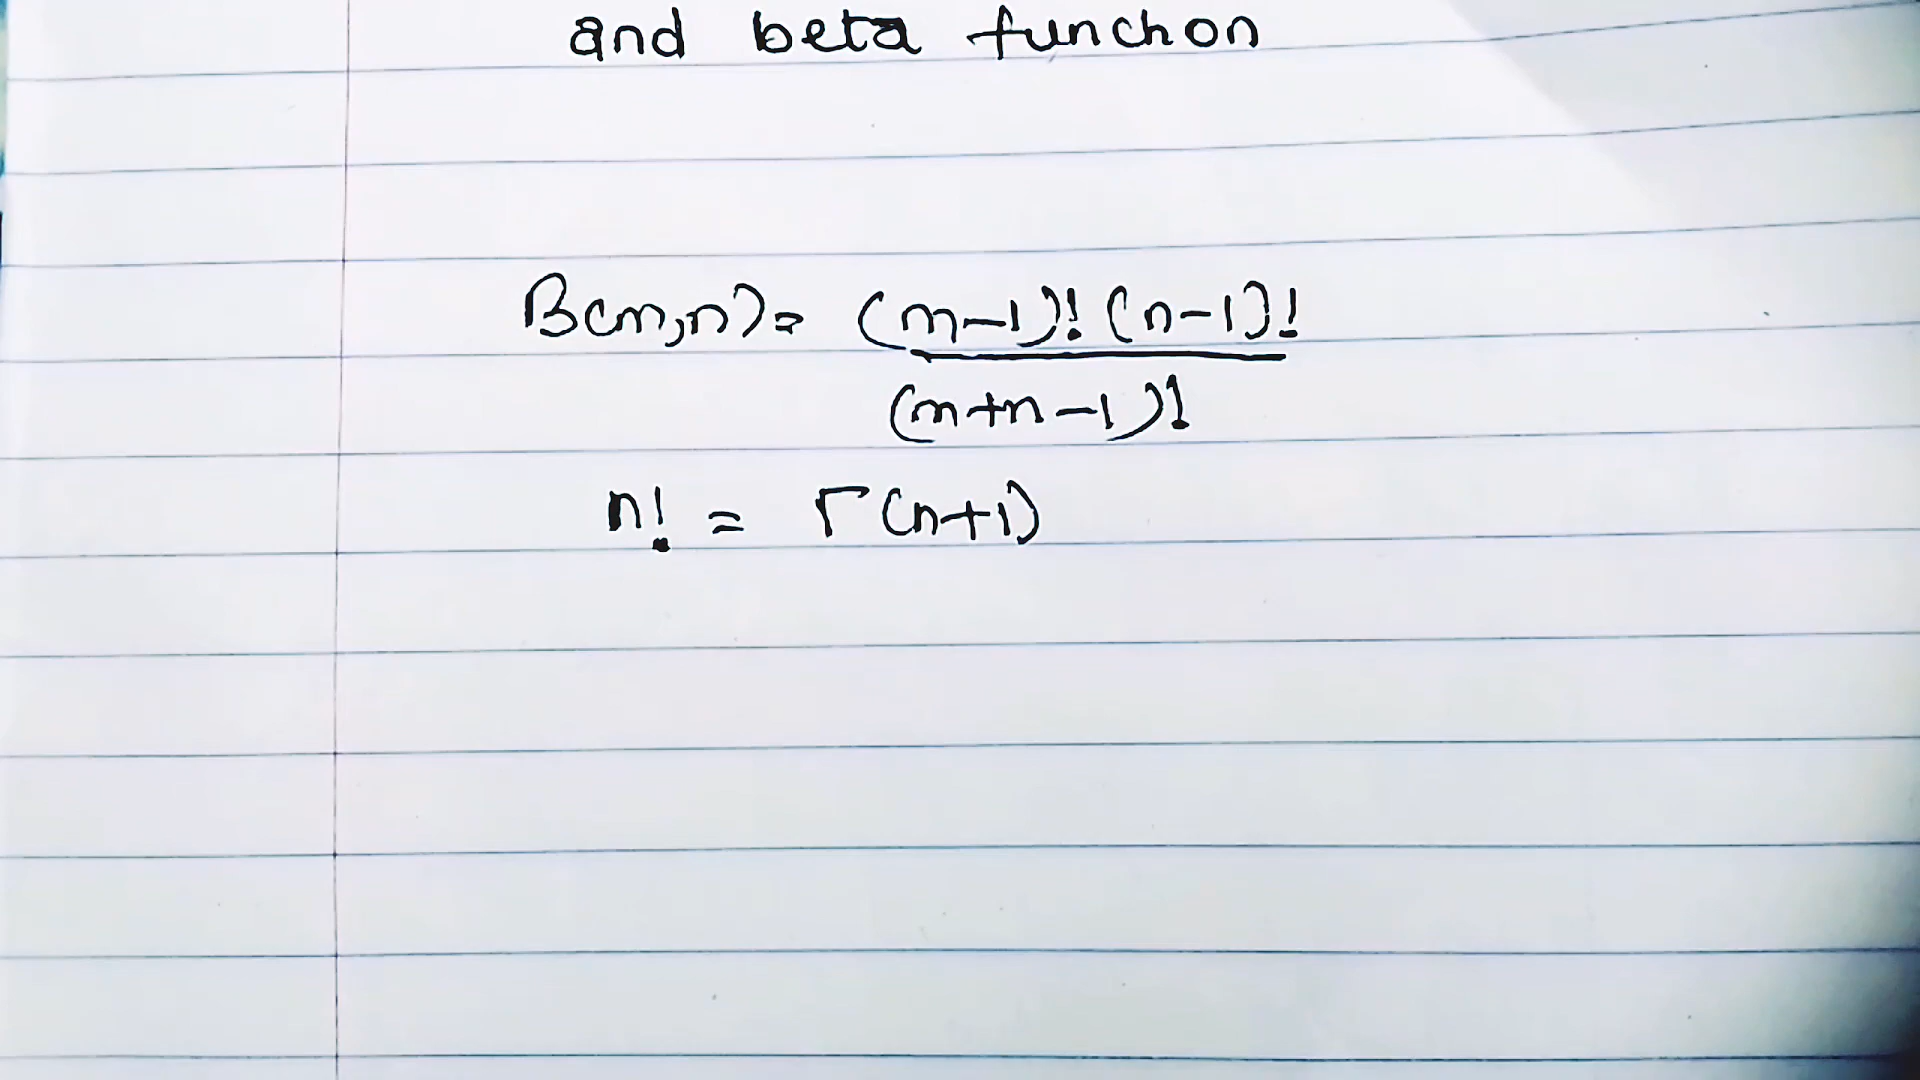 and beta function
B(m,n) = (m-1)! (n-1)!
(m+n-1)!
n! = Γ(n+1)